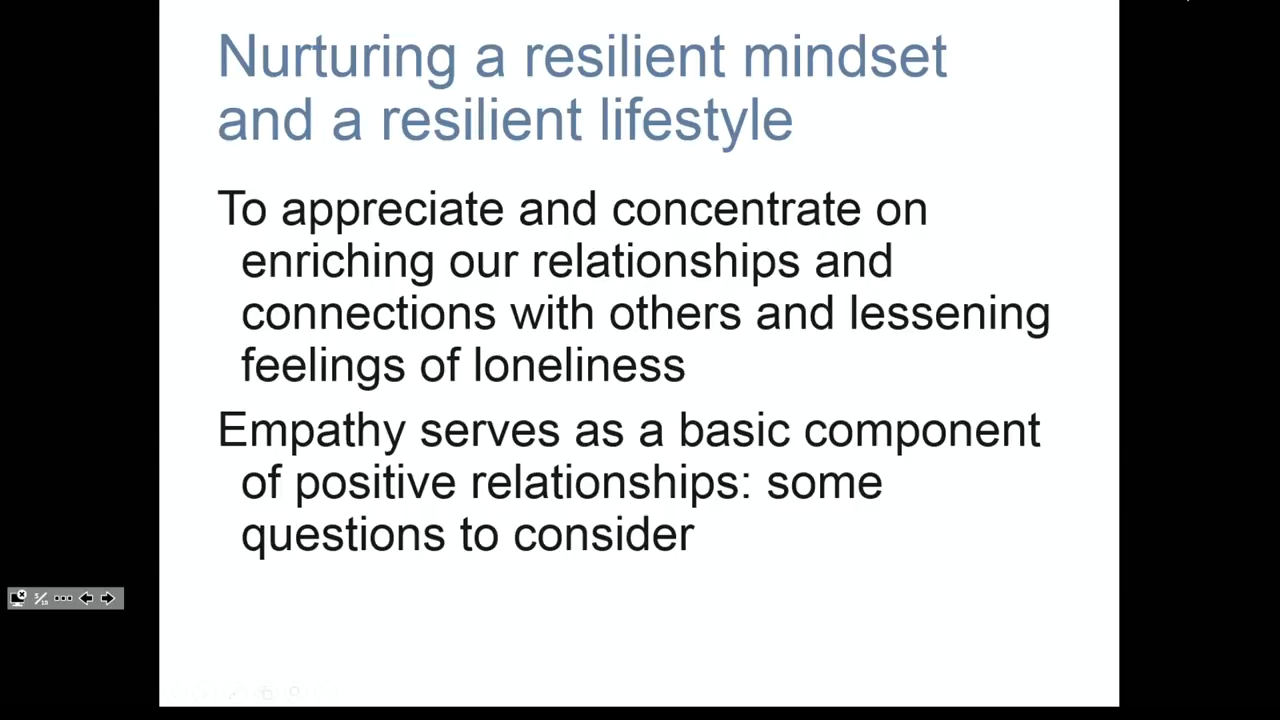 Nurturing a resilient mindset
and a resilient lifestyle
To appreciate and concentrate on
enriching our relationships and
connections with others and lessening
feelings of loneliness
Empathy serves as a basic component
of positive relationships: some
questions to consider